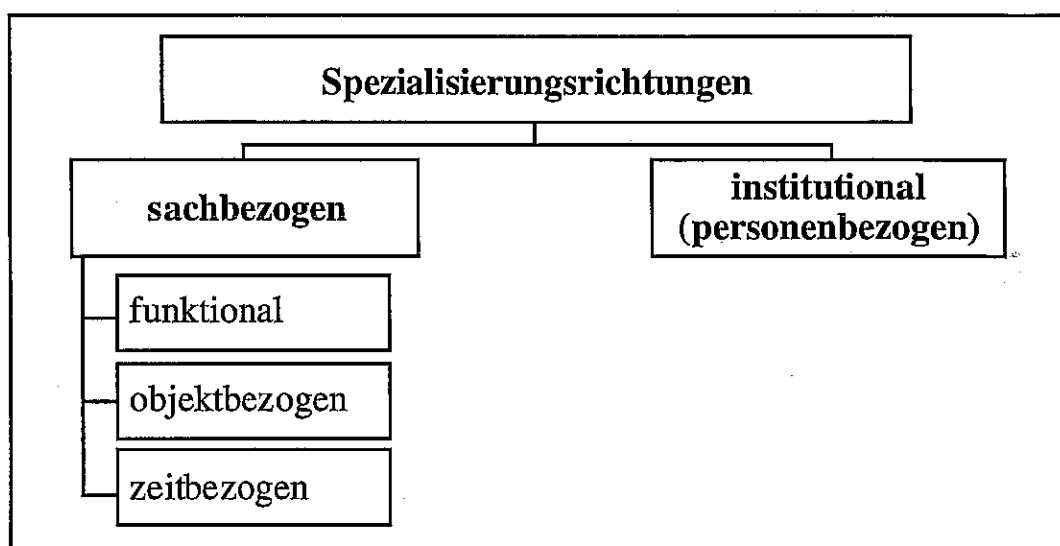 Spezialisierungsrichtungen
sachbezogen
institutional
(personenbezogen)
funktional
objektbezogen
zeitbezogen